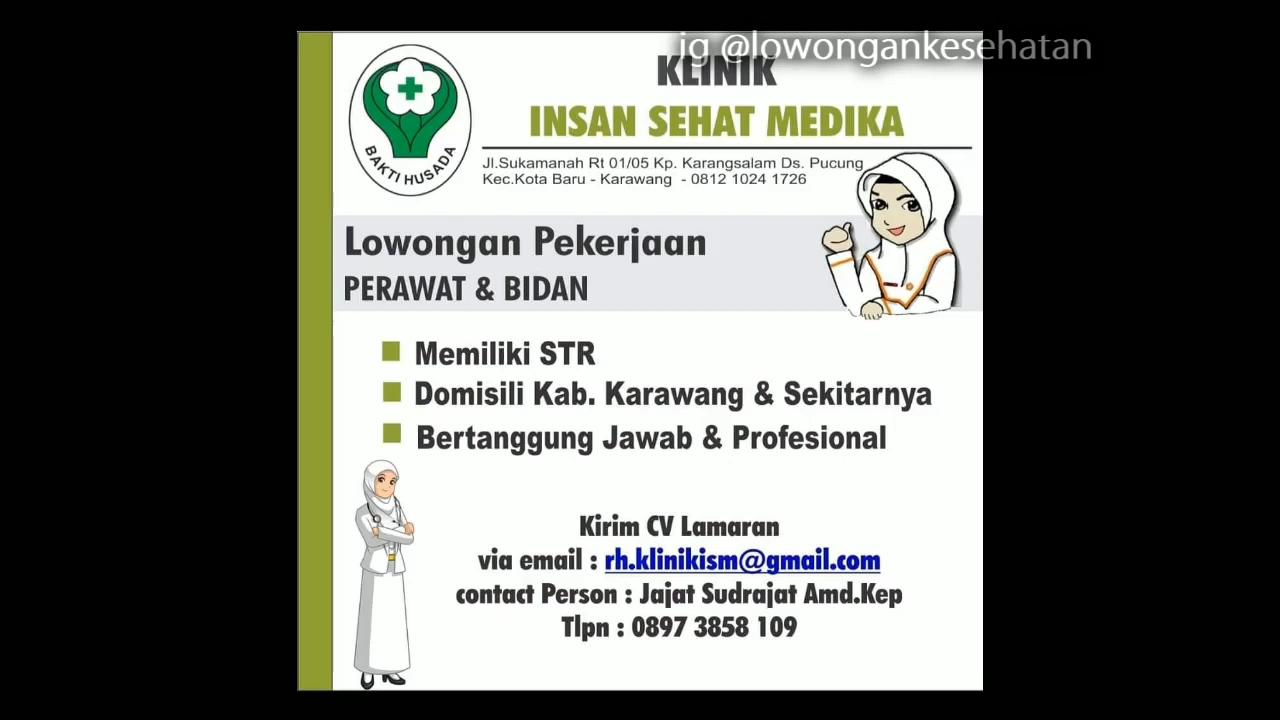 ig @lowongankesehatan
KLINIK
INSAN SEHAT MEDIKA
BAKTI HUSADA
Jl.Sukamanah Rt 01/05 Kp. Karangsalam Ds. Pucung
Kec.Kota Baru - Karawang - 0812 1024 1726
Lowongan Pekerjaan
PERAWAT & BIDAN
Memiliki STR
Domisili Kab. Karawang & Sekitarnya
Bertanggung Jawab & Profesional
Kirim CV Lamaran
via email : rh.klinikism@gmail.com
contact Person : Jajat Sudrajat Amd.Kep
Tlpn : 0897 3858 109